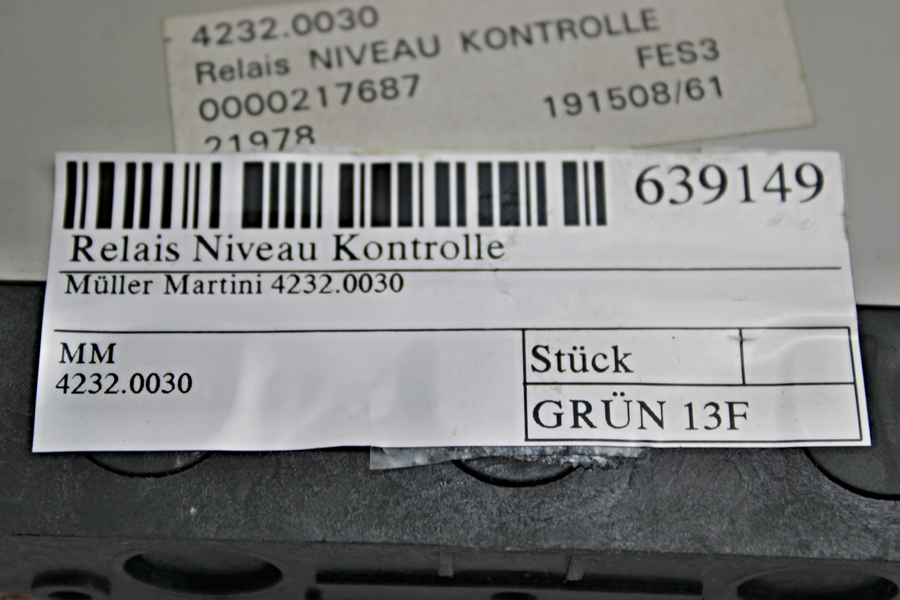 4232.0030
Relais NIVEAU KONTROLLE
0000217687 FES3
21978 191508/61
639149
Relais Niveau Kontrolle
Müller Martini 4232.0030
MM
4232.0030
Stück
GRÜN 13F